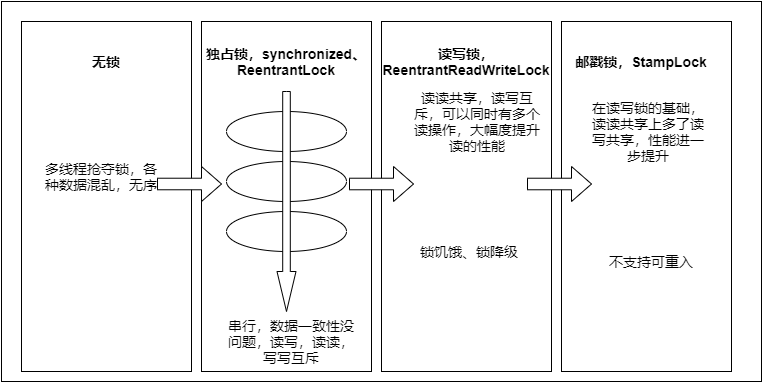 无锁
多线程抢夺锁，各
种数据混乱，无序
独占锁，synchronized、
ReentrantLock
串行，数据一致性没
问题，读写，读读，
写写互斥
读写锁，
ReentrantReadWriteLock
读读共享，读写互
斥，可以同时有多个
读操作，大幅度提升
读的性能
锁饥饿、锁降级
邮戳锁，StampLock
在读写锁的基础，
读读共享上多了读
写共享，性能进一
步提升
不支持可重入